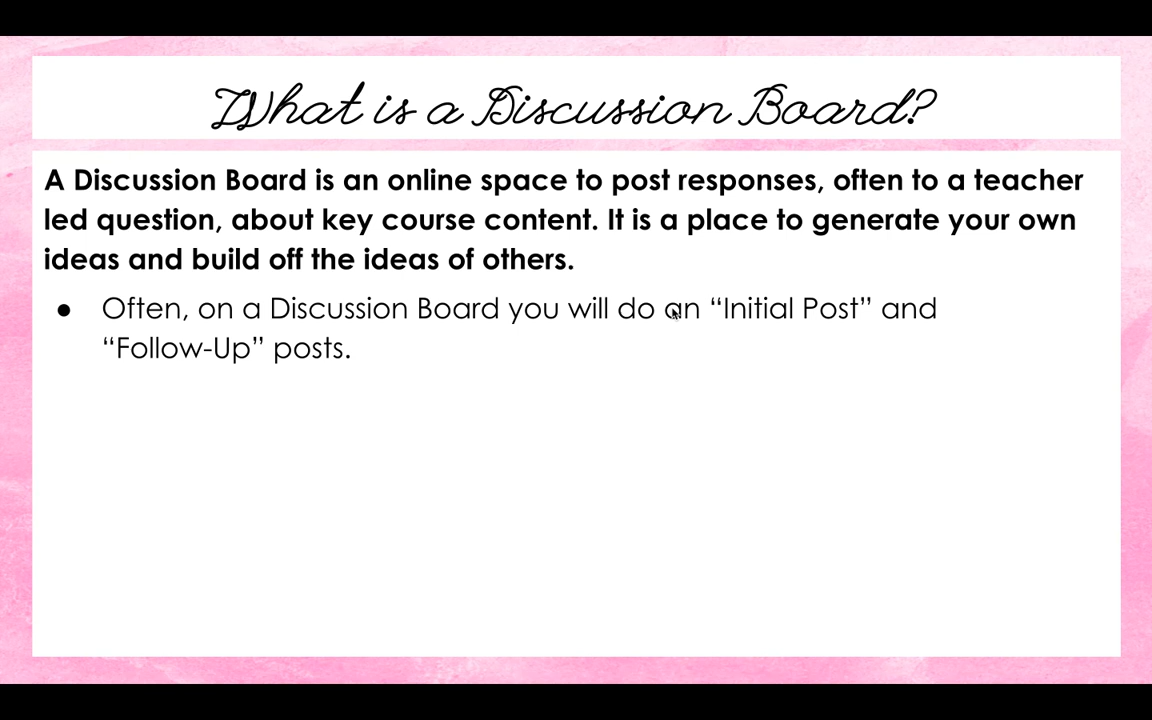 What is a Discussion Board?
A Discussion Board is an online space to post responses, often to a teacher
led question, about key course content. It is a place to generate your own
ideas and build off the ideas of others.
● Often, on a Discussion Board you will do an “Initial Post” and
“Follow-Up” posts.